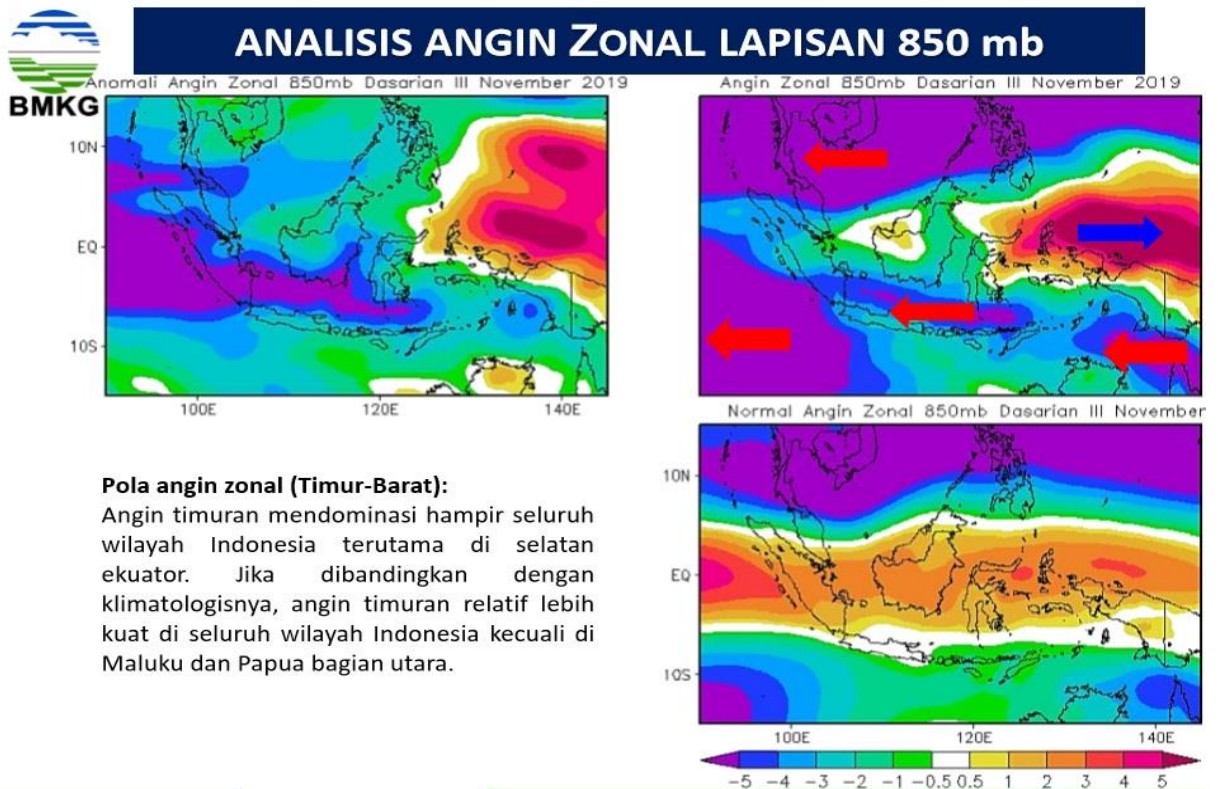 ANALISIS ANGIN ZONAL LAPISAN 850 mb
BMKG
Anomali Angin Zonal 850mb Dasarian III November 2019
10N
EQ
10S
100E 120E 140E
Angin Zonal 850mb Dasarian III November 2019
Normal Angin Zonal 850mb Dasarian III November
10N
EQ
10S
100E 120E 140E
-5 -4 -3 -2 -1 -0.5 0.5 1 2 3 4 5
Pola angin zonal (Timur-Barat):
Angin timuran mendominasi hampir seluruh
wilayah Indonesia terutama di selatan
ekuator. Jika dibandingkan dengan
klimatologisnya, angin timuran relatif lebih
kuat di seluruh wilayah Indonesia kecuali di
Maluku dan Papua bagian utara.